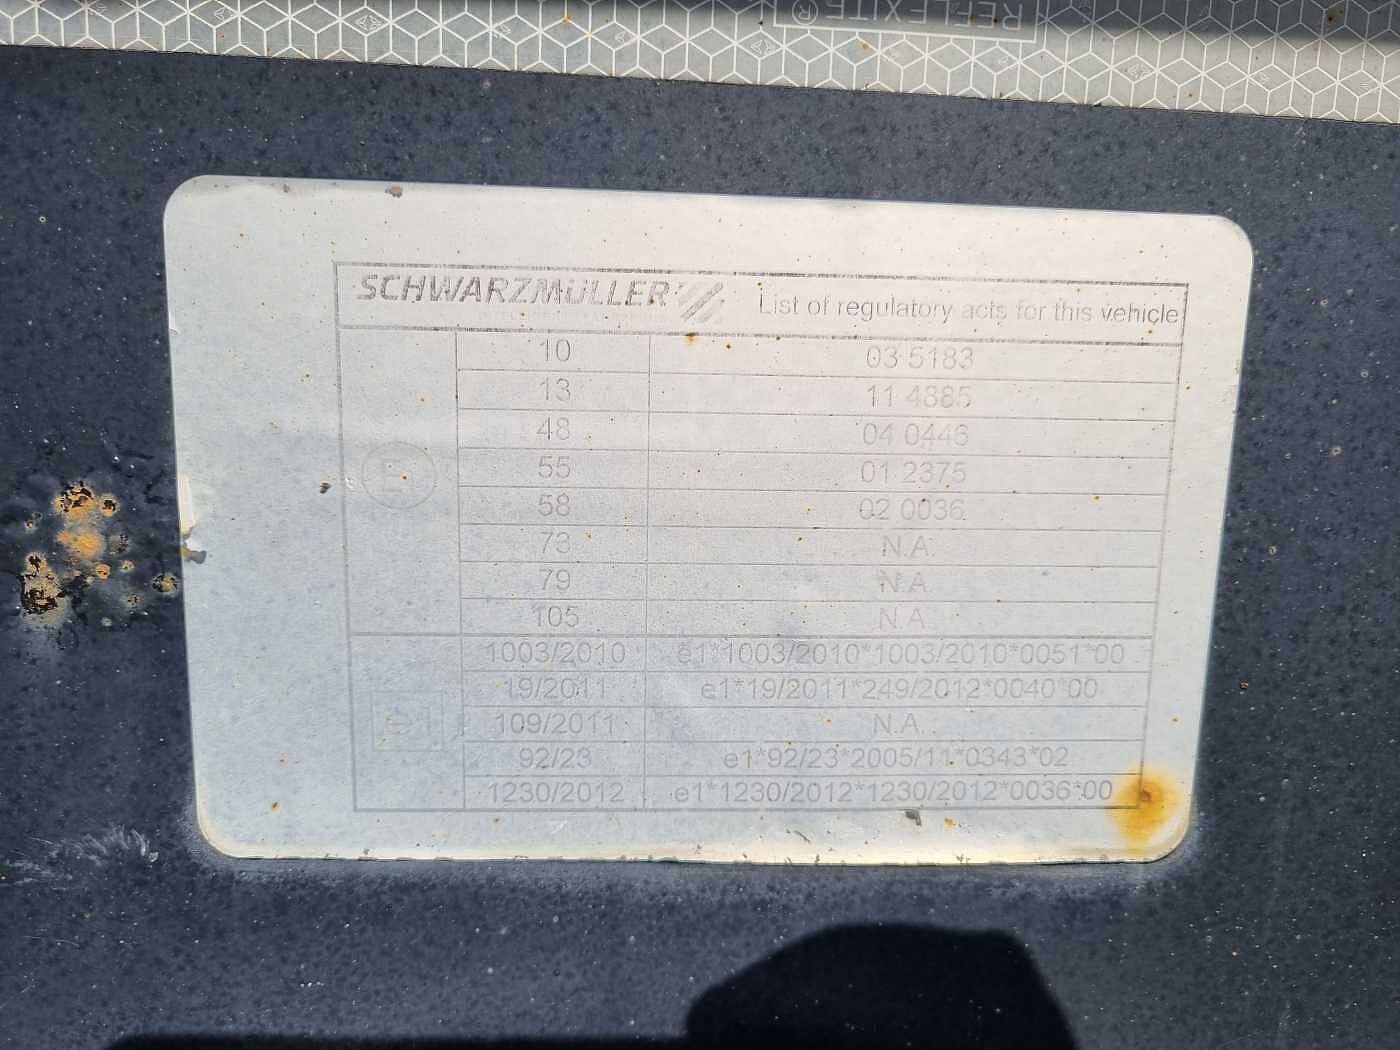 REFLEXITE®
SCHWARZMÜLLER List of regulatory acts for this vehicle
10 03 5183
13 11 4885
48 04 0446
55 01 2375
58 02 0036
73 N.A.
79 N.A.
105 N.A.
1003/2010 e1*1003/2010*1003/2010*0051*00
19/2011 e1*19/2011*249/2012*0040*00
e1 109/2011 N.A.
92/23 e1*92/23*2005/11*0343*02
1230/2012 e1*1230/2012*1230/2012*0036*00